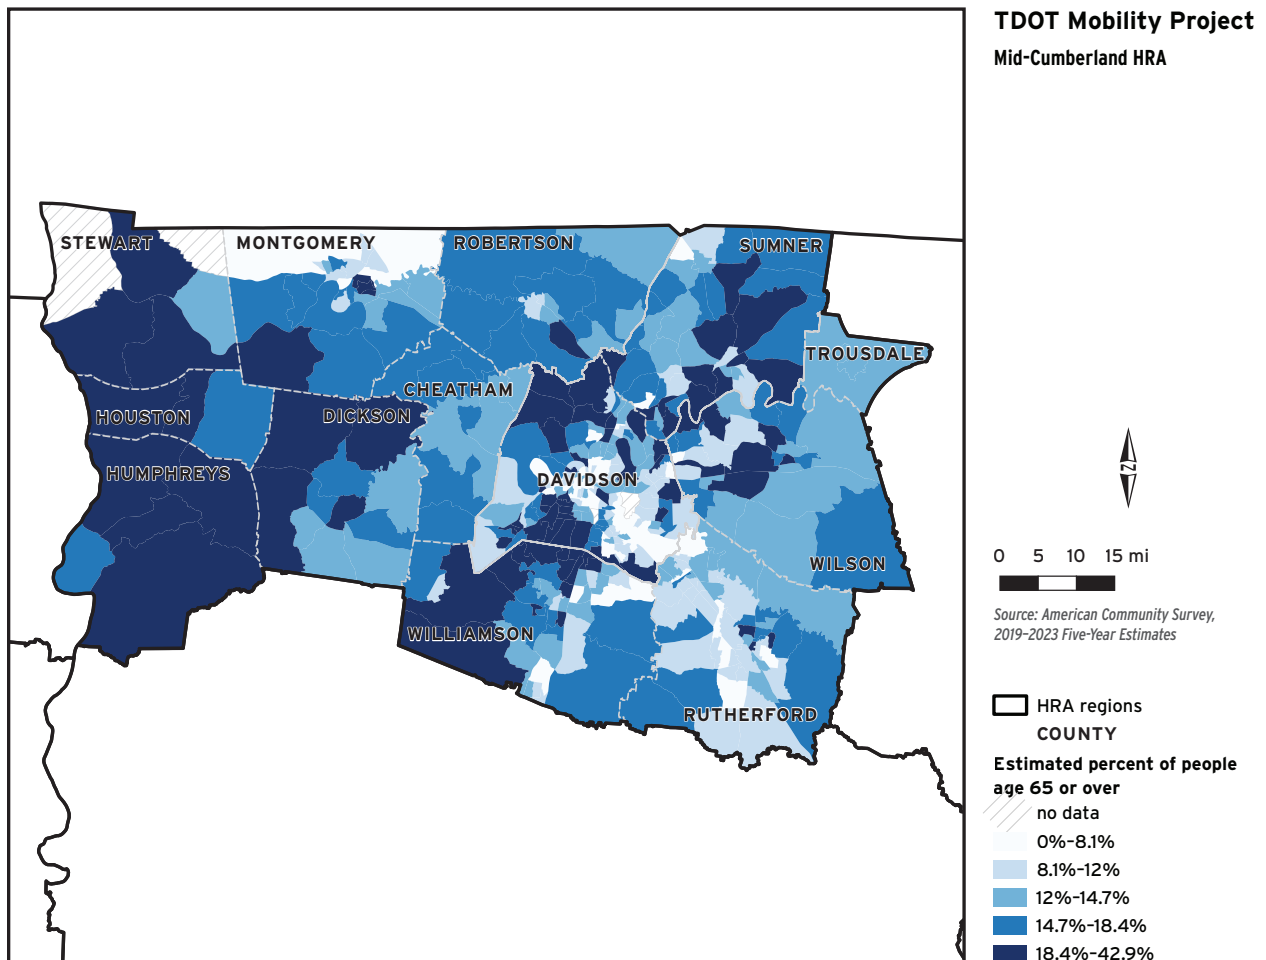 TDOT Mobility Project
Mid-Cumberland HRA
STEWART
MONTGOMERY
ROBERTSON
SUMNER
TROUSDALE
CHEATHAM
HOUSTON
DICKSON
HUMPHREYS
DAVIDSON
WILSON
WILLIAMSON
RUTHERFORD
N
0 5 10 15 mi
Source: American Community Survey,
2019–2023 Five-Year Estimates
HRA regions
COUNTY
Estimated percent of people
age 65 or over
no data
0%–8.1%
8.1%–12%
12%–14.7%
14.7%–18.4%
18.4%–42.9%